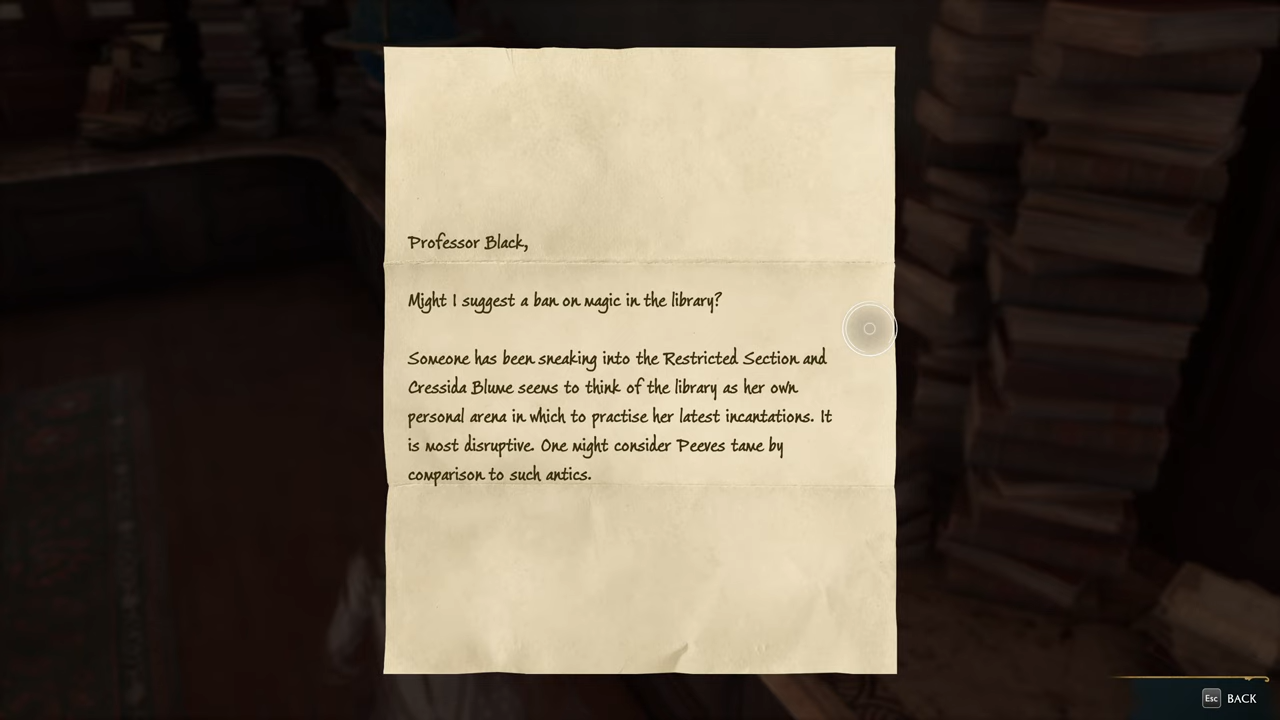 Professor Black,
Might I suggest a ban on magic in the library?
Someone has been sneaking into the Restricted Section and
Cressida Blume seems to think of the library as her own
personal arena in which to practise her latest incantations. It
is most disruptive. One might consider Peeves tame by
comparison to such antics.
Esc BACK